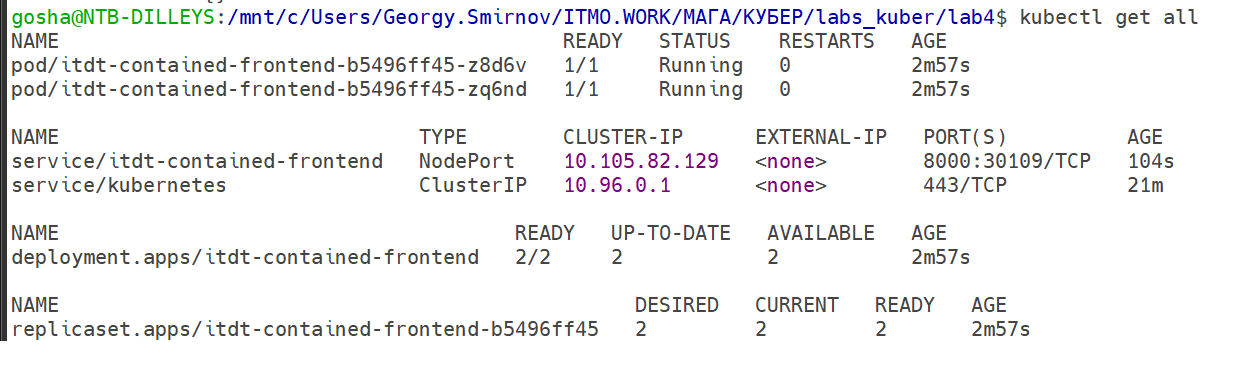 gosha@NTB-DILLEYS:/mnt/c/Users/Georgy.Smirnov/ITMO.WORK/МАГА/КУБЕР/labs_kuber/lab4$ kubectl get all
NAME READY STATUS RESTARTS AGE
pod/itdt-contained-frontend-b5496ff45-z8d6v 1/1 Running 0 2m57s
pod/itdt-contained-frontend-b5496ff45-zq6nd 1/1 Running 0 2m57s
NAME TYPE CLUSTER-IP EXTERNAL-IP PORT(S) AGE
service/itdt-contained-frontend NodePort 10.105.82.129 <none> 8000:30109/TCP 104s
service/kubernetes ClusterIP 10.96.0.1 <none> 443/TCP 21m
NAME READY UP-TO-DATE AVAILABLE AGE
deployment.apps/itdt-contained-frontend 2/2 2 2 2m57s
NAME DESIRED CURRENT READY AGE
replicaset.apps/itdt-contained-frontend-b5496ff45 2 2 2 2m57s